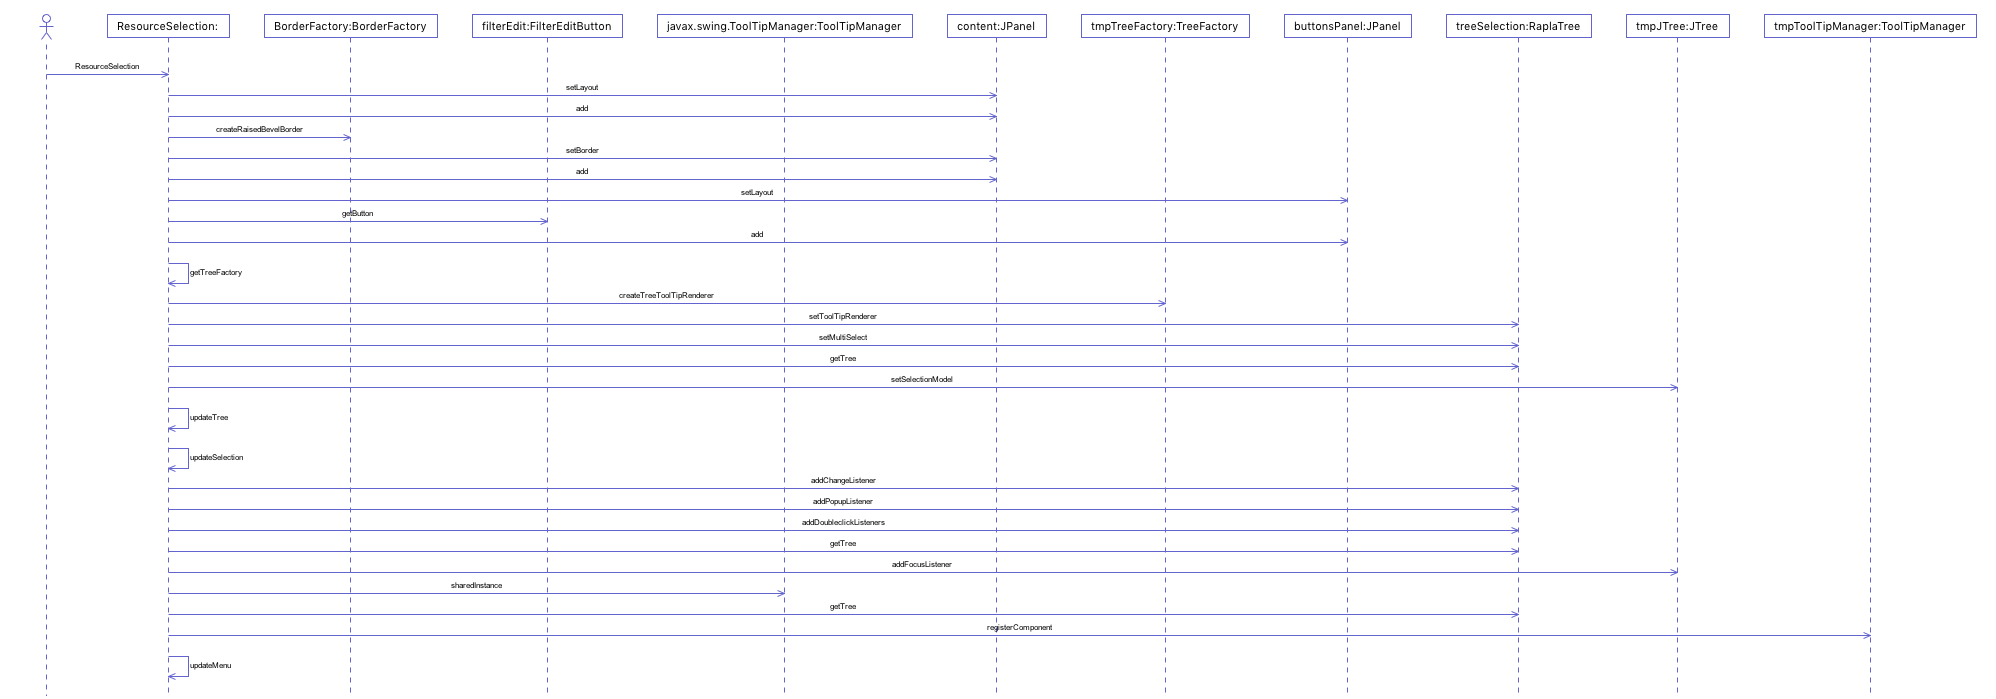 ResourceSelection:
BorderFactory:BorderFactory
filterEdit:FilterEditButton
javax.swing.ToolTipManager:ToolTipManager
content:JPanel
tmpTreeFactory:TreeFactory
buttonsPanel:JPanel
treeSelection:RaplaTree
tmpJTree:JTree
tmpToolTipManager:ToolTipManager
ResourceSelection
setLayout
add
createRaisedBevelBorder
setBorder
add
setLayout
getButton
add
getTreeFactory
createTreeToolTipRenderer
setToolTipRenderer
setMultiSelect
getTree
setSelectionModel
updateTree
updateSelection
addChangeListener
addPopupListener
addDoubleclickListeners
getTree
addFocusListener
sharedInstance
getTree
registerComponent
updateMenu